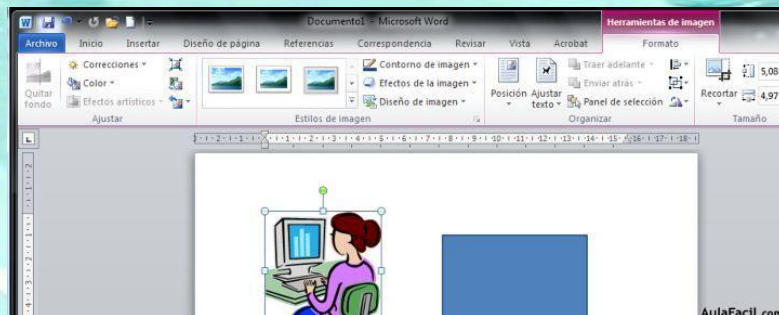 Documento1 - Microsoft Word
Herramientas de imagen
Archivo Inicio Insertar Diseño de página Referencias Correspondencia Revisar Vista Acrobat Formato
Quitar fondo
Correcciones
Color
Efectos artísticos
Ajustar
Contorno de imagen
Efectos de la imagen
Diseño de imagen
Estilos de imagen
Posición
Ajustar texto
Traer adelante
Enviar atrás
Panel de selección
Organizar
Recortar
5,08
4,97
Tamaño
AulaFacil.com